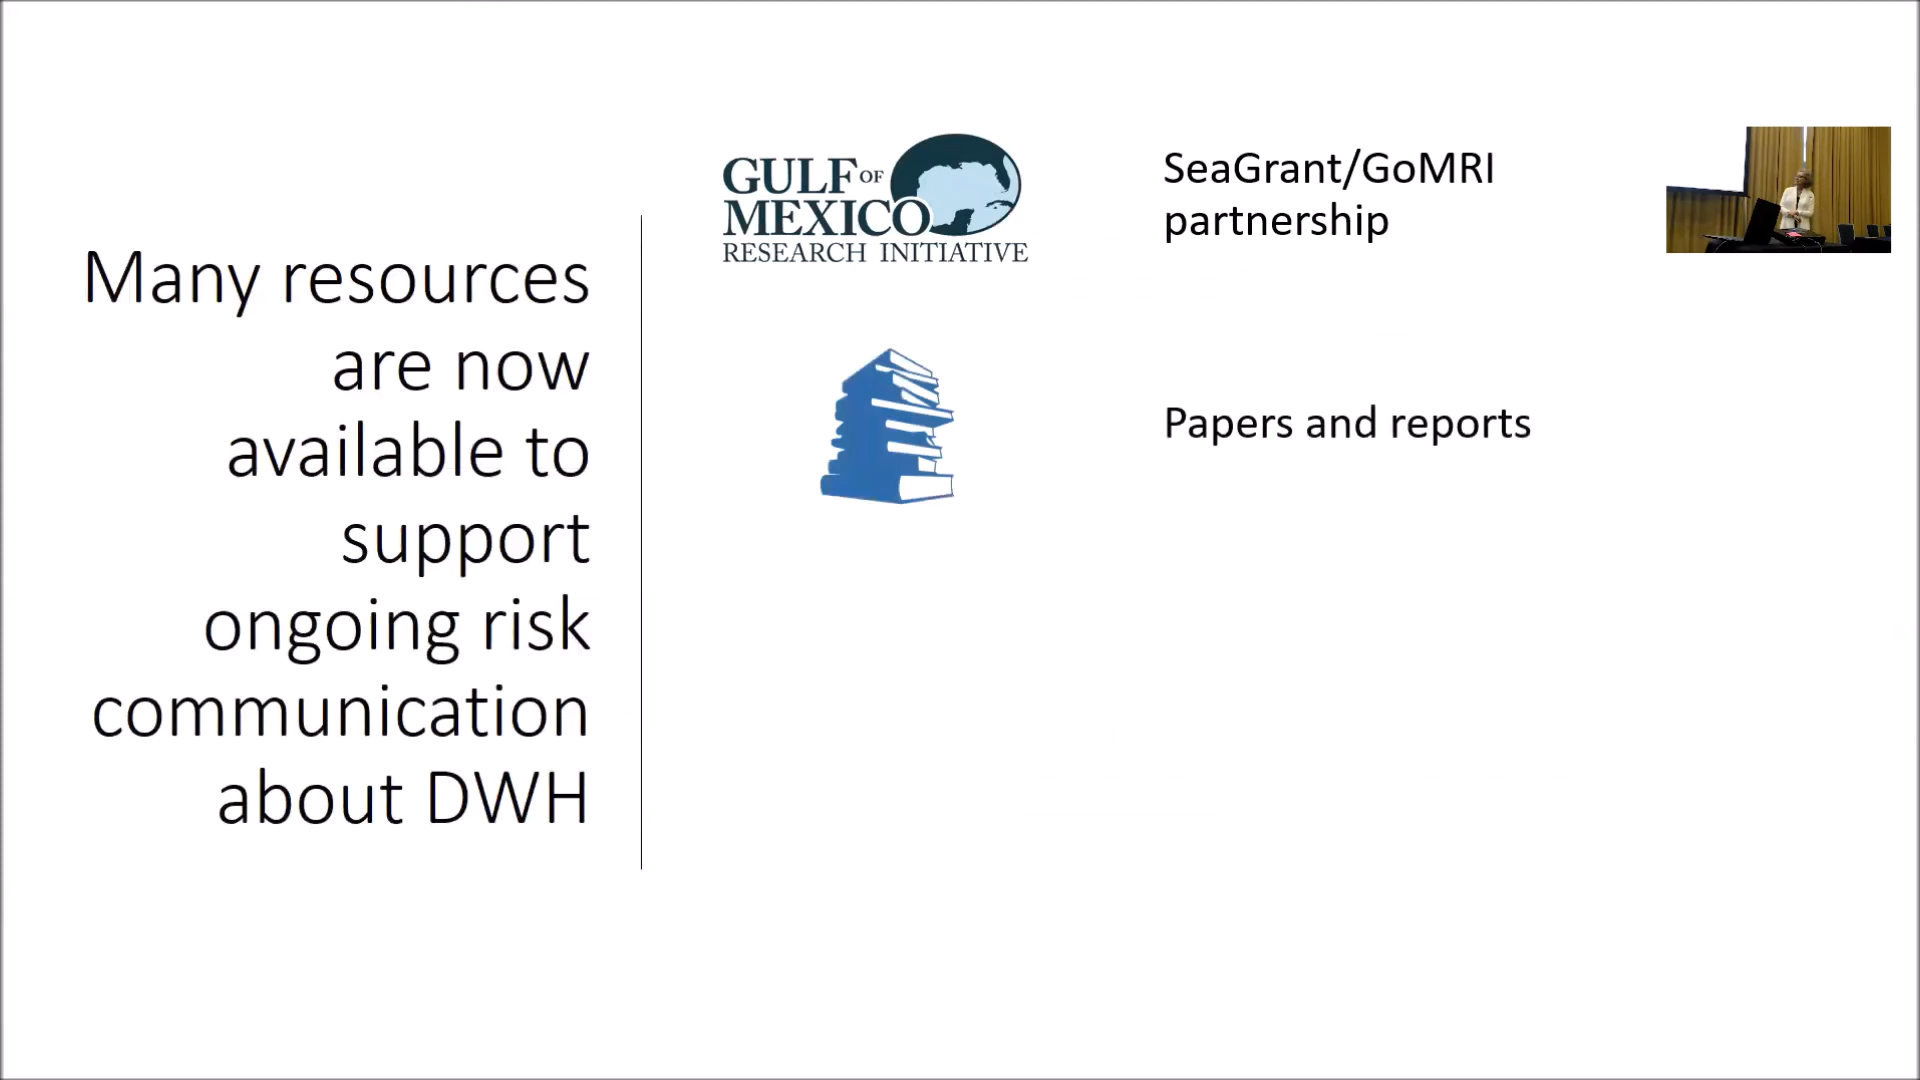 Many resources
are now
available to
support
ongoing risk
communication
about DWH
GULF OF
MEXICO
RESEARCH INITIATIVE
SeaGrant/GoMRI
partnership
Papers and reports